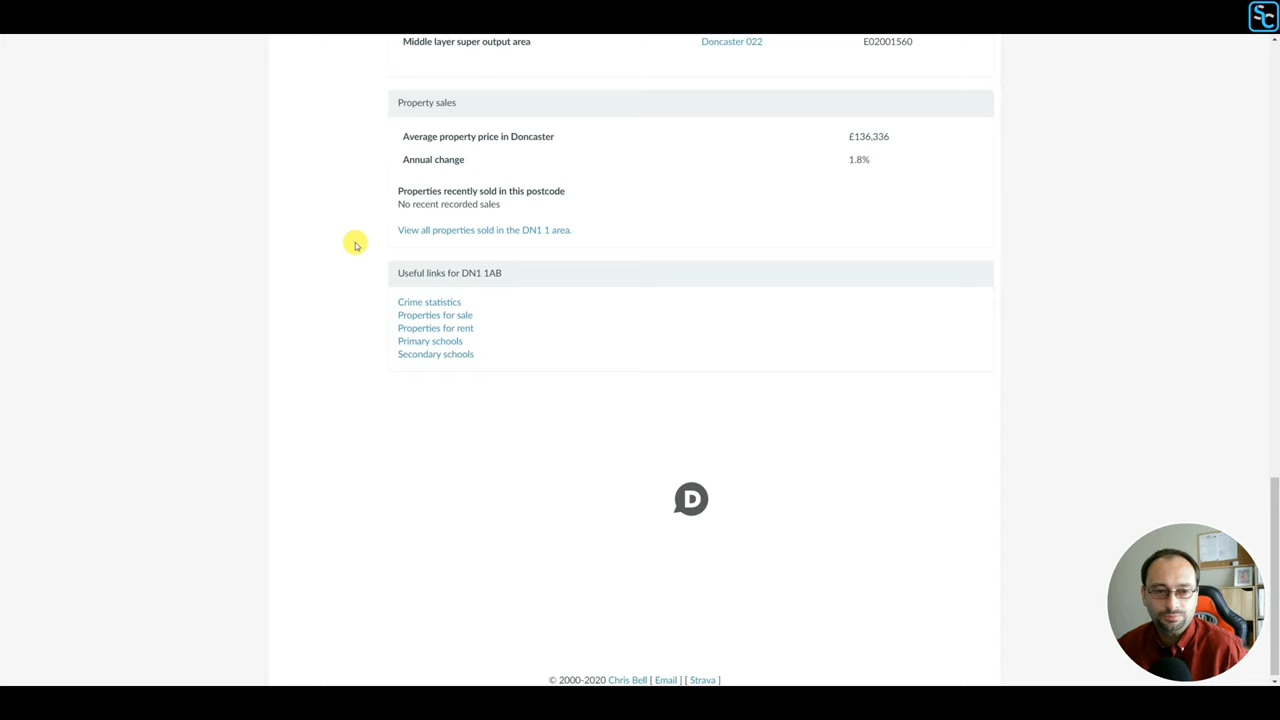 SC
Middle layer super output area Doncaster 022 E02001560
Property sales
Average property price in Doncaster £136,336
Annual change 1.8%
Properties recently sold in this postcode
No recent recorded sales
View all properties sold in the DN1 1 area.
Useful links for DN1 1AB
Crime statistics
Properties for sale
Properties for rent
Primary schools
Secondary schools
D
© 2000-2020 Chris Bell [ Email ] [ Strava ]